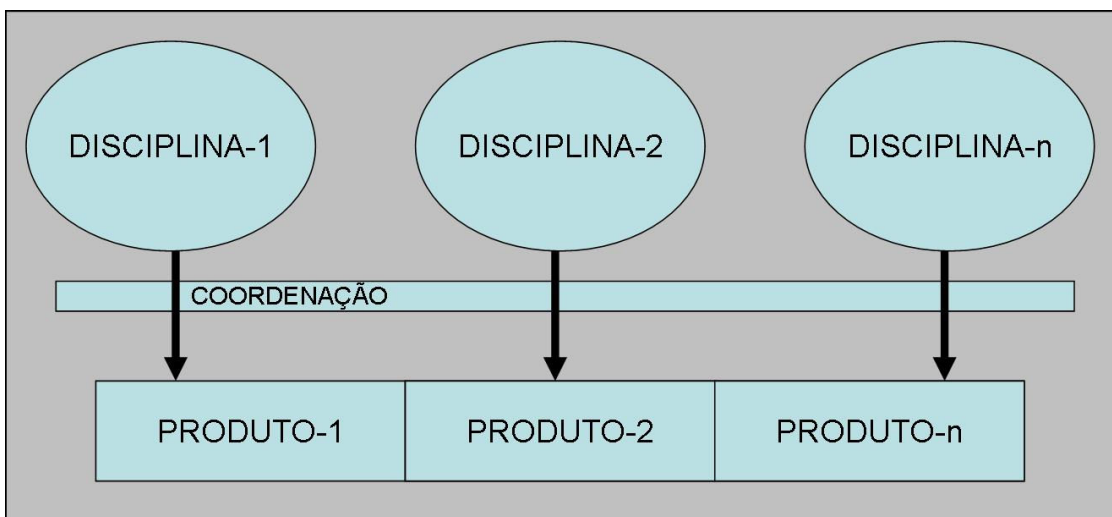 DISCIPLINA-1
DISCIPLINA-2
DISCIPLINA-n
COORDENAÇÃO
PRODUTO-1
PRODUTO-2
PRODUTO-n